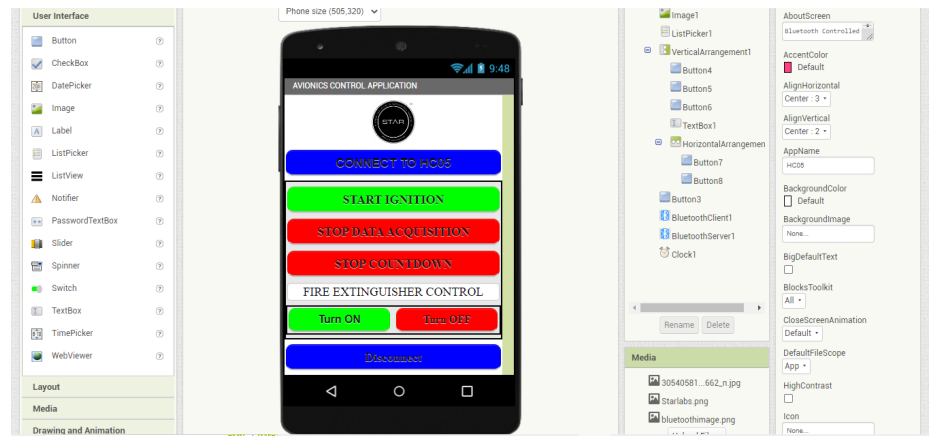 User Interface
Button
CheckBox
DatePicker
Image
Label
ListPicker
ListView
Notifier
PasswordTextBox
Slider
Spinner
Switch
TextBox
TimePicker
WebViewer
Layout
Media
Drawing and Animation
Phone size (505,320)
9:48
AVIONICS CONTROL APPLICATION
STAR
CONNECT TO HC05
START IGNITION
STOP DATA ACQUISITION
STOP COUNTDOWN
FIRE EXTINGUISHER CONTROL
Turn ON
Turn OFF
Disconnect
Image1
ListPicker1
VerticalArrangement1
Button4
Button5
Button6
TextBox1
HorizontalArrangemen
Button7
Button8
Button3
BluetoothClient1
BluetoothServer1
Clock1
Rename Delete
Media
30540581...662_n.jpg
Starlabs.png
bluetoothimage.png
AboutScreen
Bluetooth Controlled
AccentColor
Default
AlignHorizontal
Center : 3
AlignVertical
Center : 2
AppName
HC05
BackgroundColor
Default
BackgroundImage
None...
BigDefaultText
BlocksToolkit
All
CloseScreenAnimation
Default
DefaultFileScope
App
HighContrast
Icon
None...